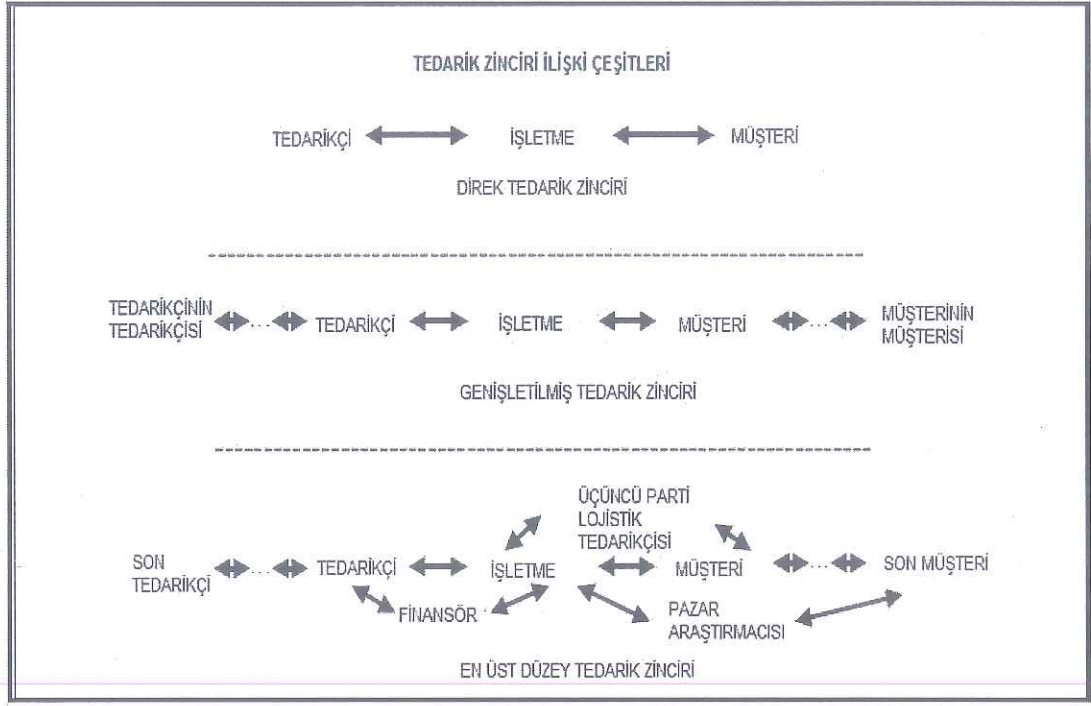 TEDARİK ZİNCİRİ İLİŞKİ ÇEŞİTLERİ
TEDARİKÇİ İŞLETME MÜŞTERİ
DİREK TEDARİK ZİNCİRİ
TEDARİKÇİNİN
TEDARİKÇİSİ ... TEDARİKÇİ İŞLETME MÜŞTERİ ... MÜŞTERİNİN
MÜŞTERİSİ
GENİŞLETİLMİŞ TEDARİK ZİNCİRİ
ÜÇÜNCÜ PARTİ
LOJİSTİK
TEDARİKÇİSİ
SON
TEDARİKÇİ ... TEDARİKÇİ İŞLETME MÜŞTERİ ... SON MÜŞTERİ
FİNANSÖR PAZAR
ARAŞTIRMACISI
EN ÜST DÜZEY TEDARİK ZİNCİRİ